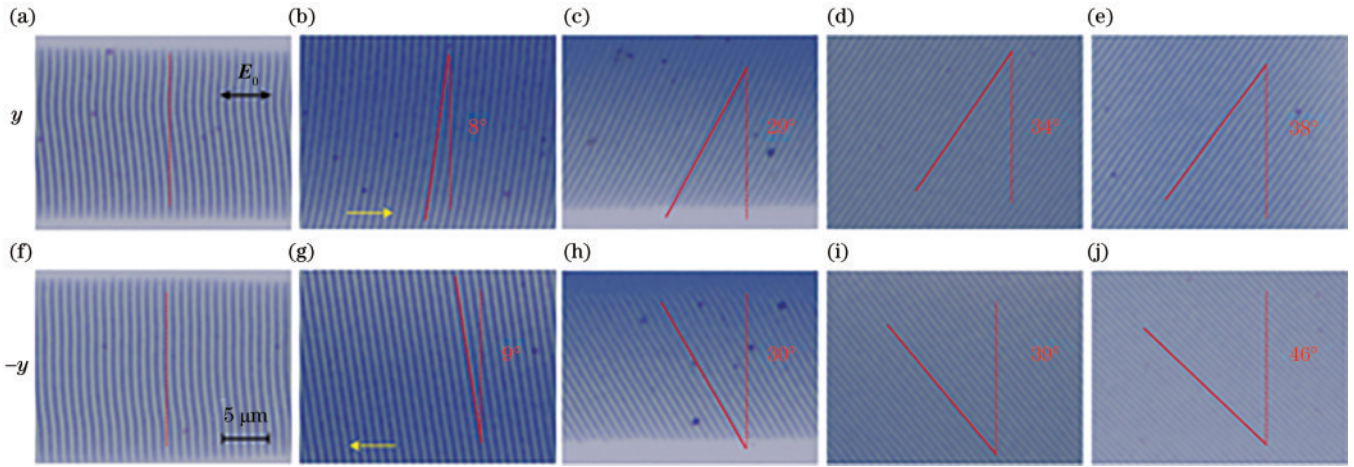 (a) (b) (c) (d) (e)
E₀
y 8° 29° 34° 38°
(f) (g) (h) (i) (j)
−y 9° 30° 39° 46°
5 μm